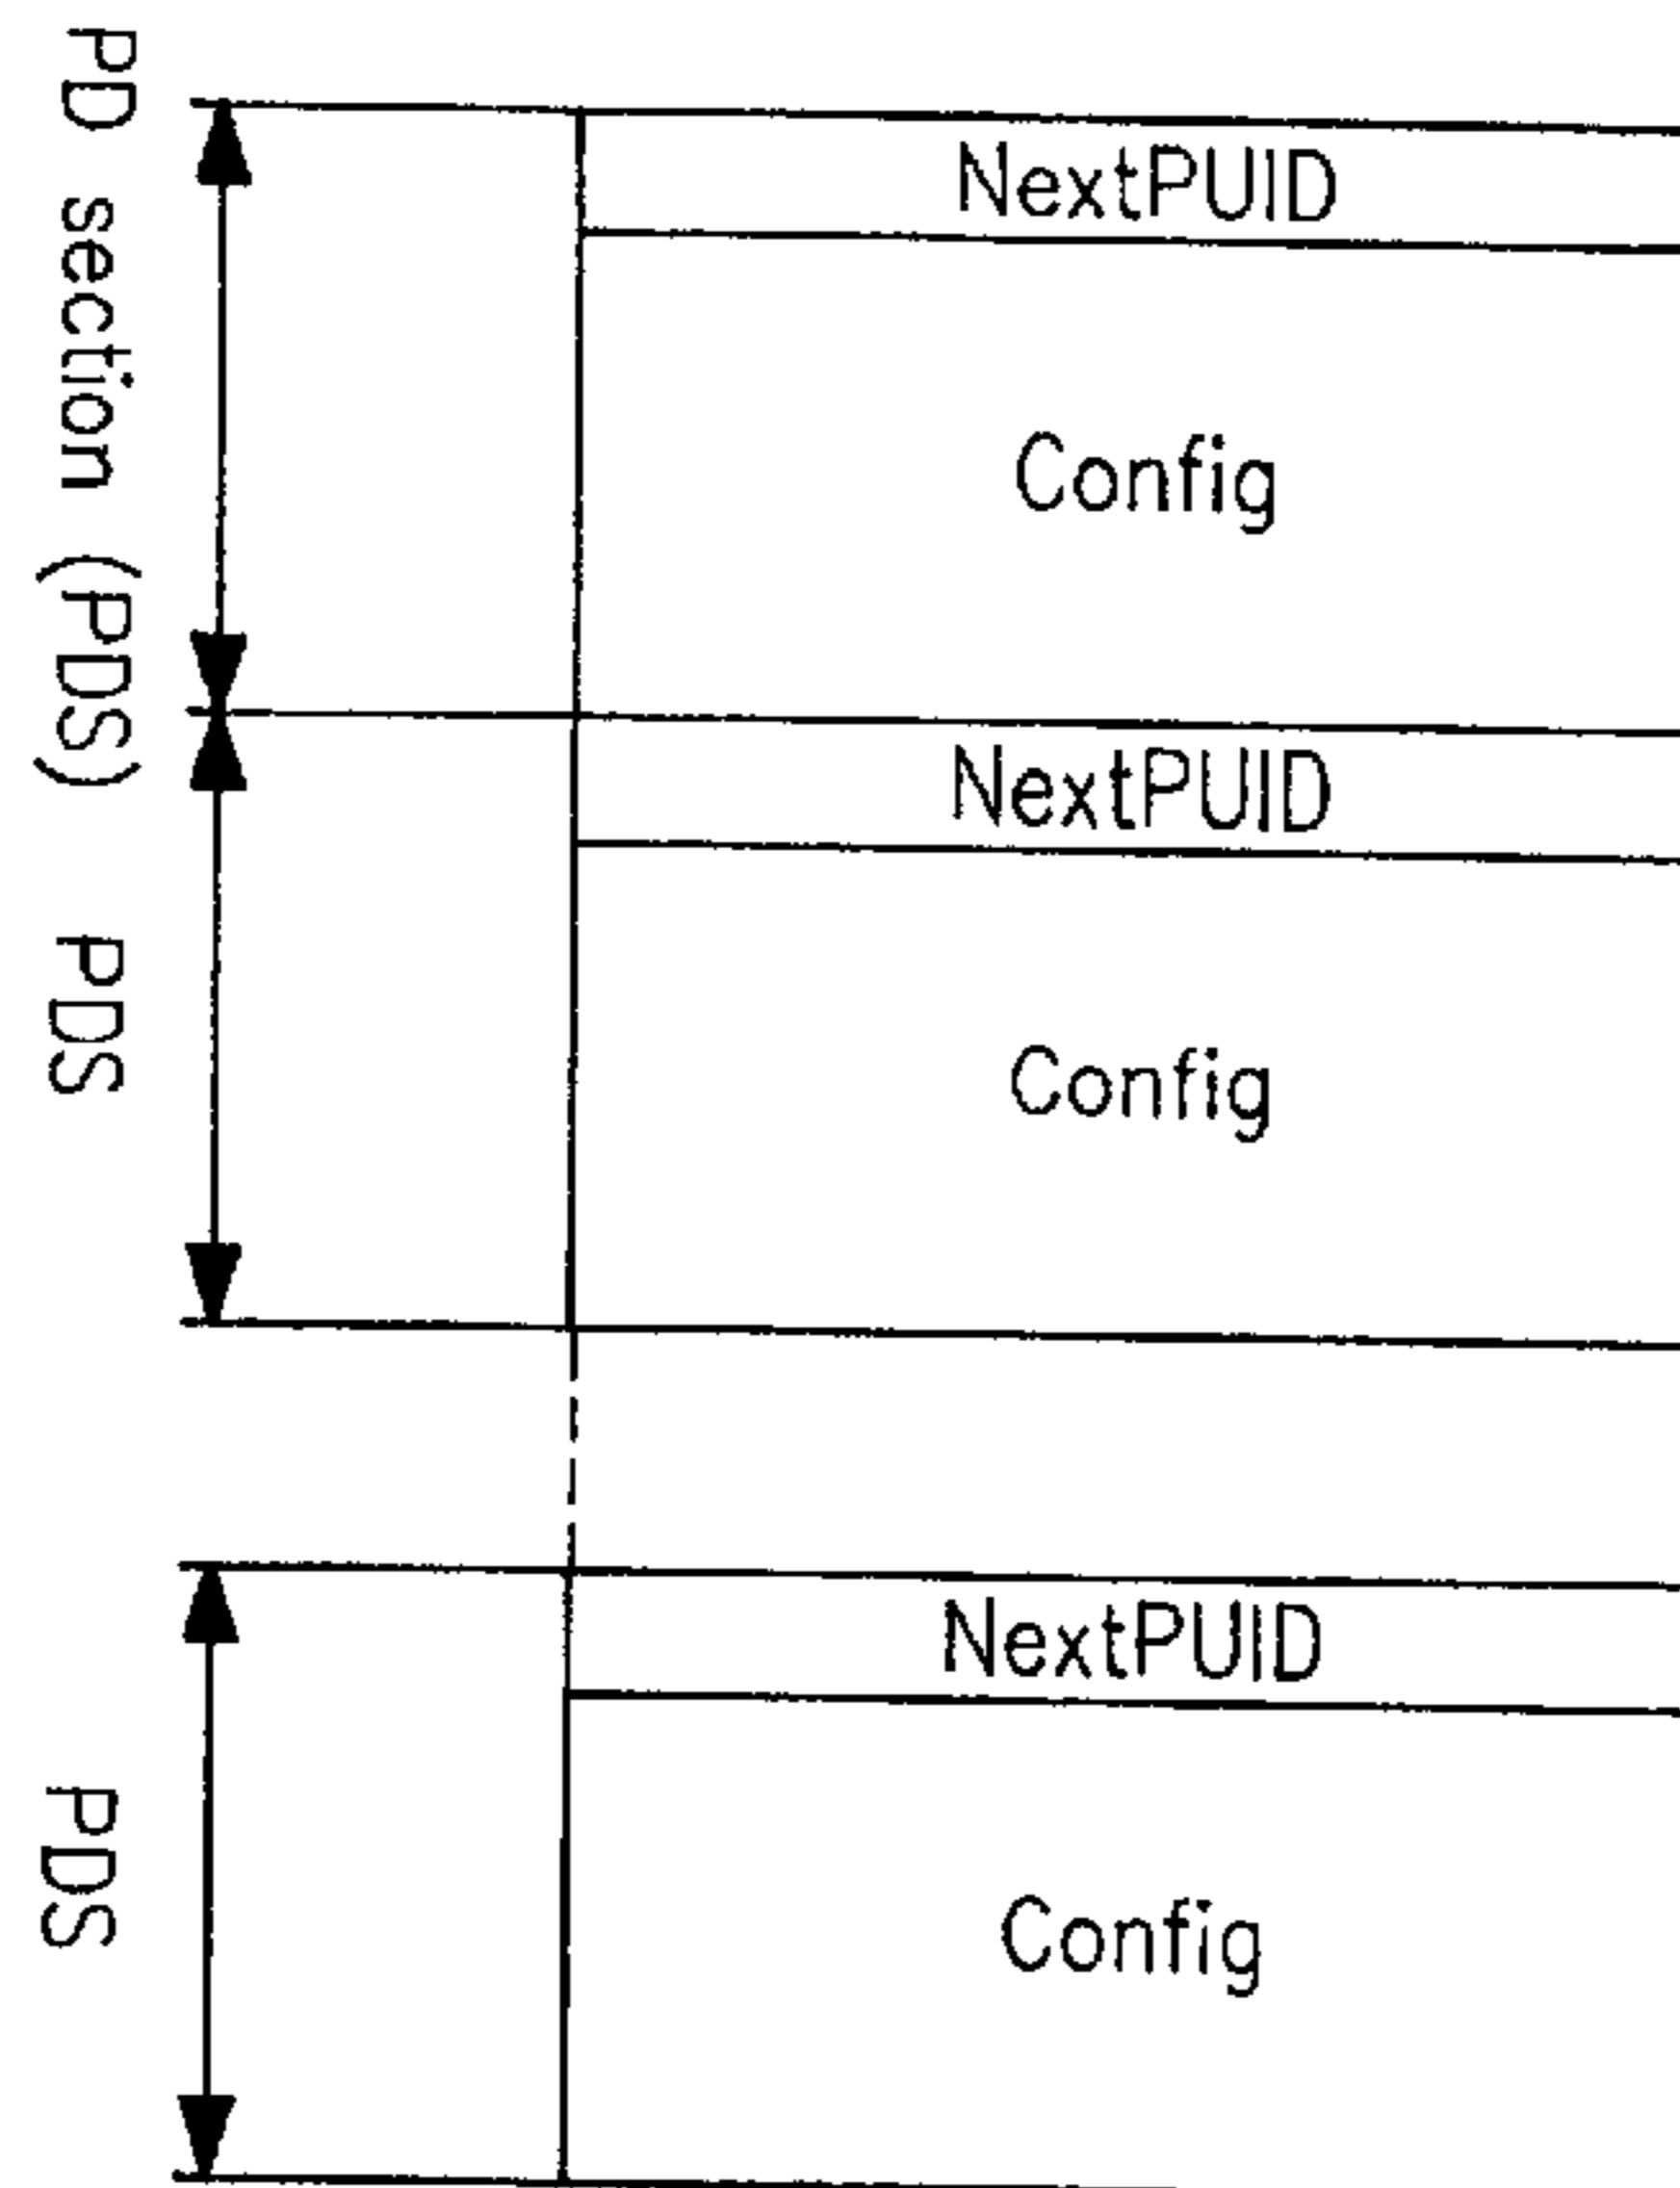 PD section (PDS)
NextPUID
Config
PDS
NextPUID
Config
PDS
NextPUID
Config